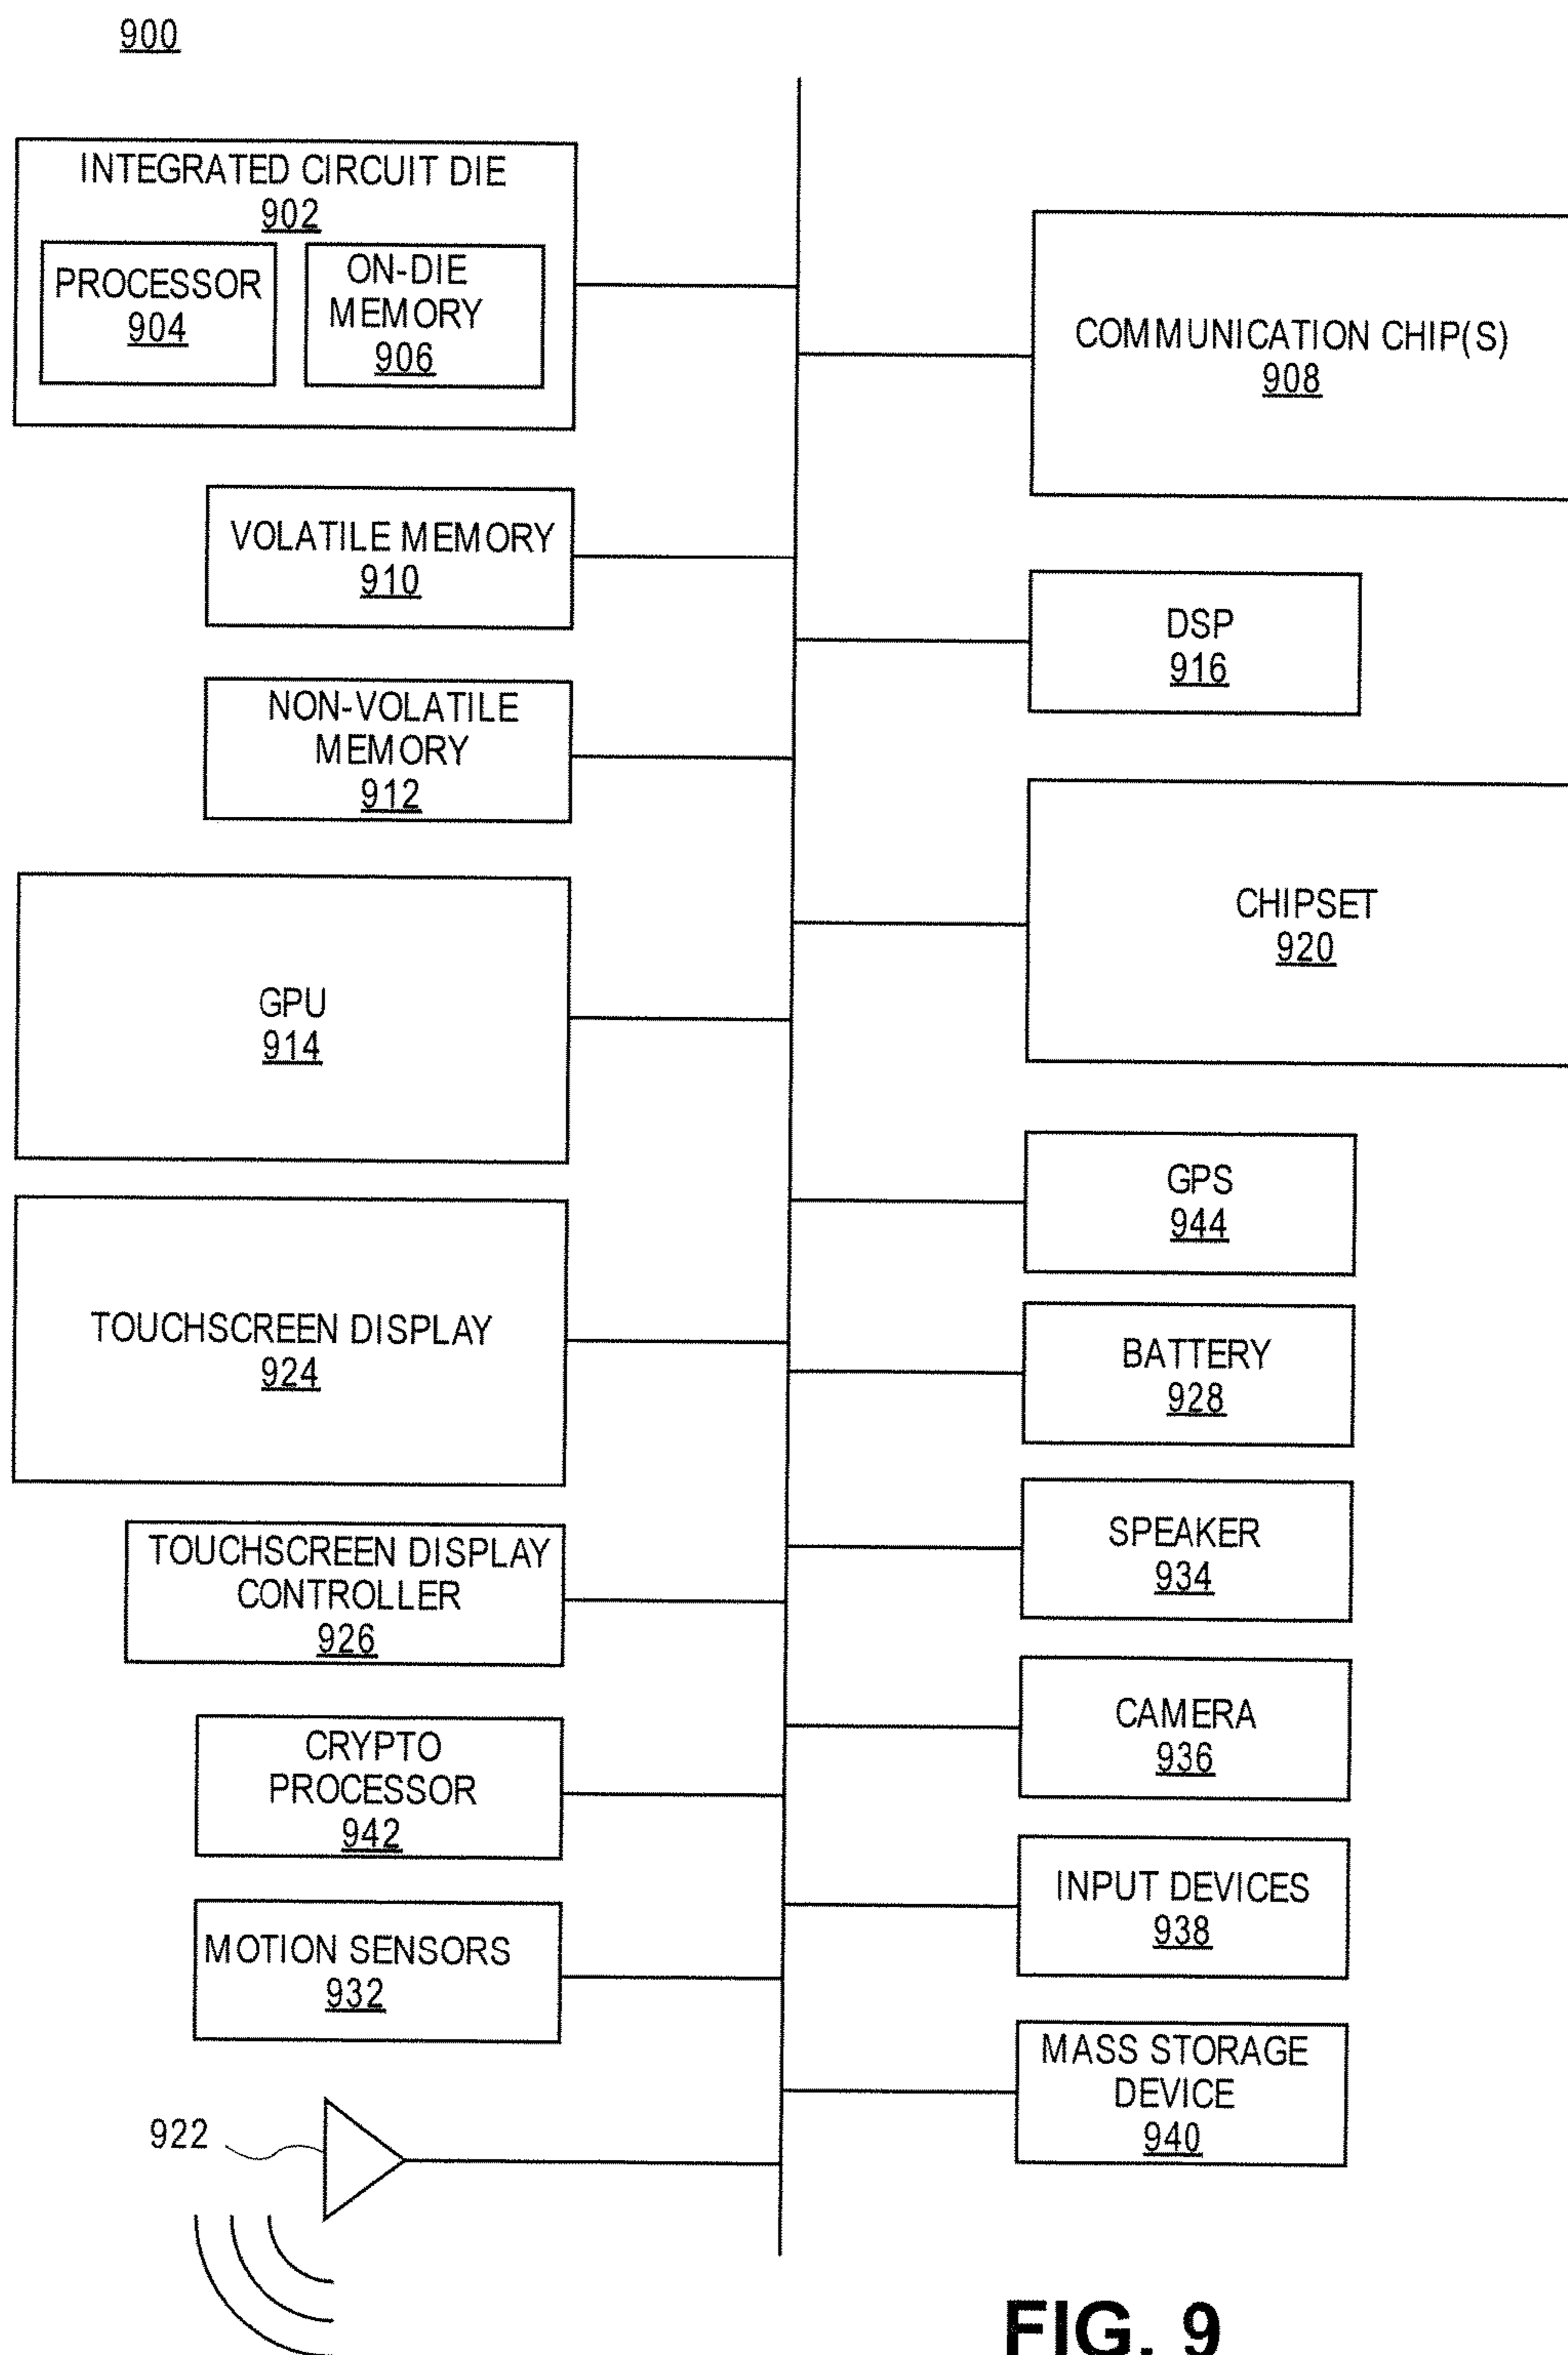 900
INTEGRATED CIRCUIT DIE
902
PROCESSOR
904
ON-DIE
MEMORY
906
COMMUNICATION CHIP(S)
908
VOLATILE MEMORY
910
DSP
916
NON-VOLATILE
MEMORY
912
CHIPSET
920
GPU
914
GPS
944
TOUCHSCREEN DISPLAY
924
BATTERY
928
TOUCHSCREEN DISPLAY
CONTROLLER
926
SPEAKER
934
CRYPTO
PROCESSOR
942
CAMERA
936
MOTION SENSORS
932
INPUT DEVICES
938
MASS STORAGE
DEVICE
940
922
FIG. 9